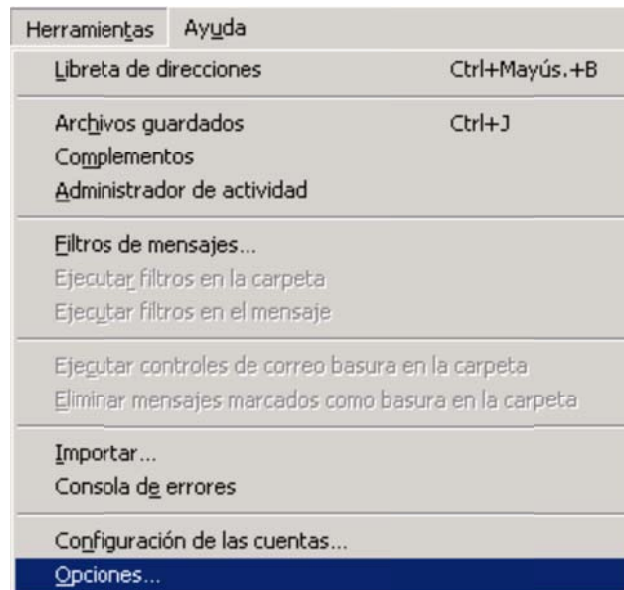 Herramientas Ayuda
Libreta de direcciones Ctrl+Mayús.+B
Archivos guardados Ctrl+J
Complementos
Administrador de actividad
Filtros de mensajes...
Ejecutar filtros en la carpeta
Ejecutar filtros en el mensaje
Ejecutar controles de correo basura en la carpeta
Eliminar mensajes marcados como basura en la carpeta
Importar...
Consola de errores
Configuración de las cuentas...
Opciones...